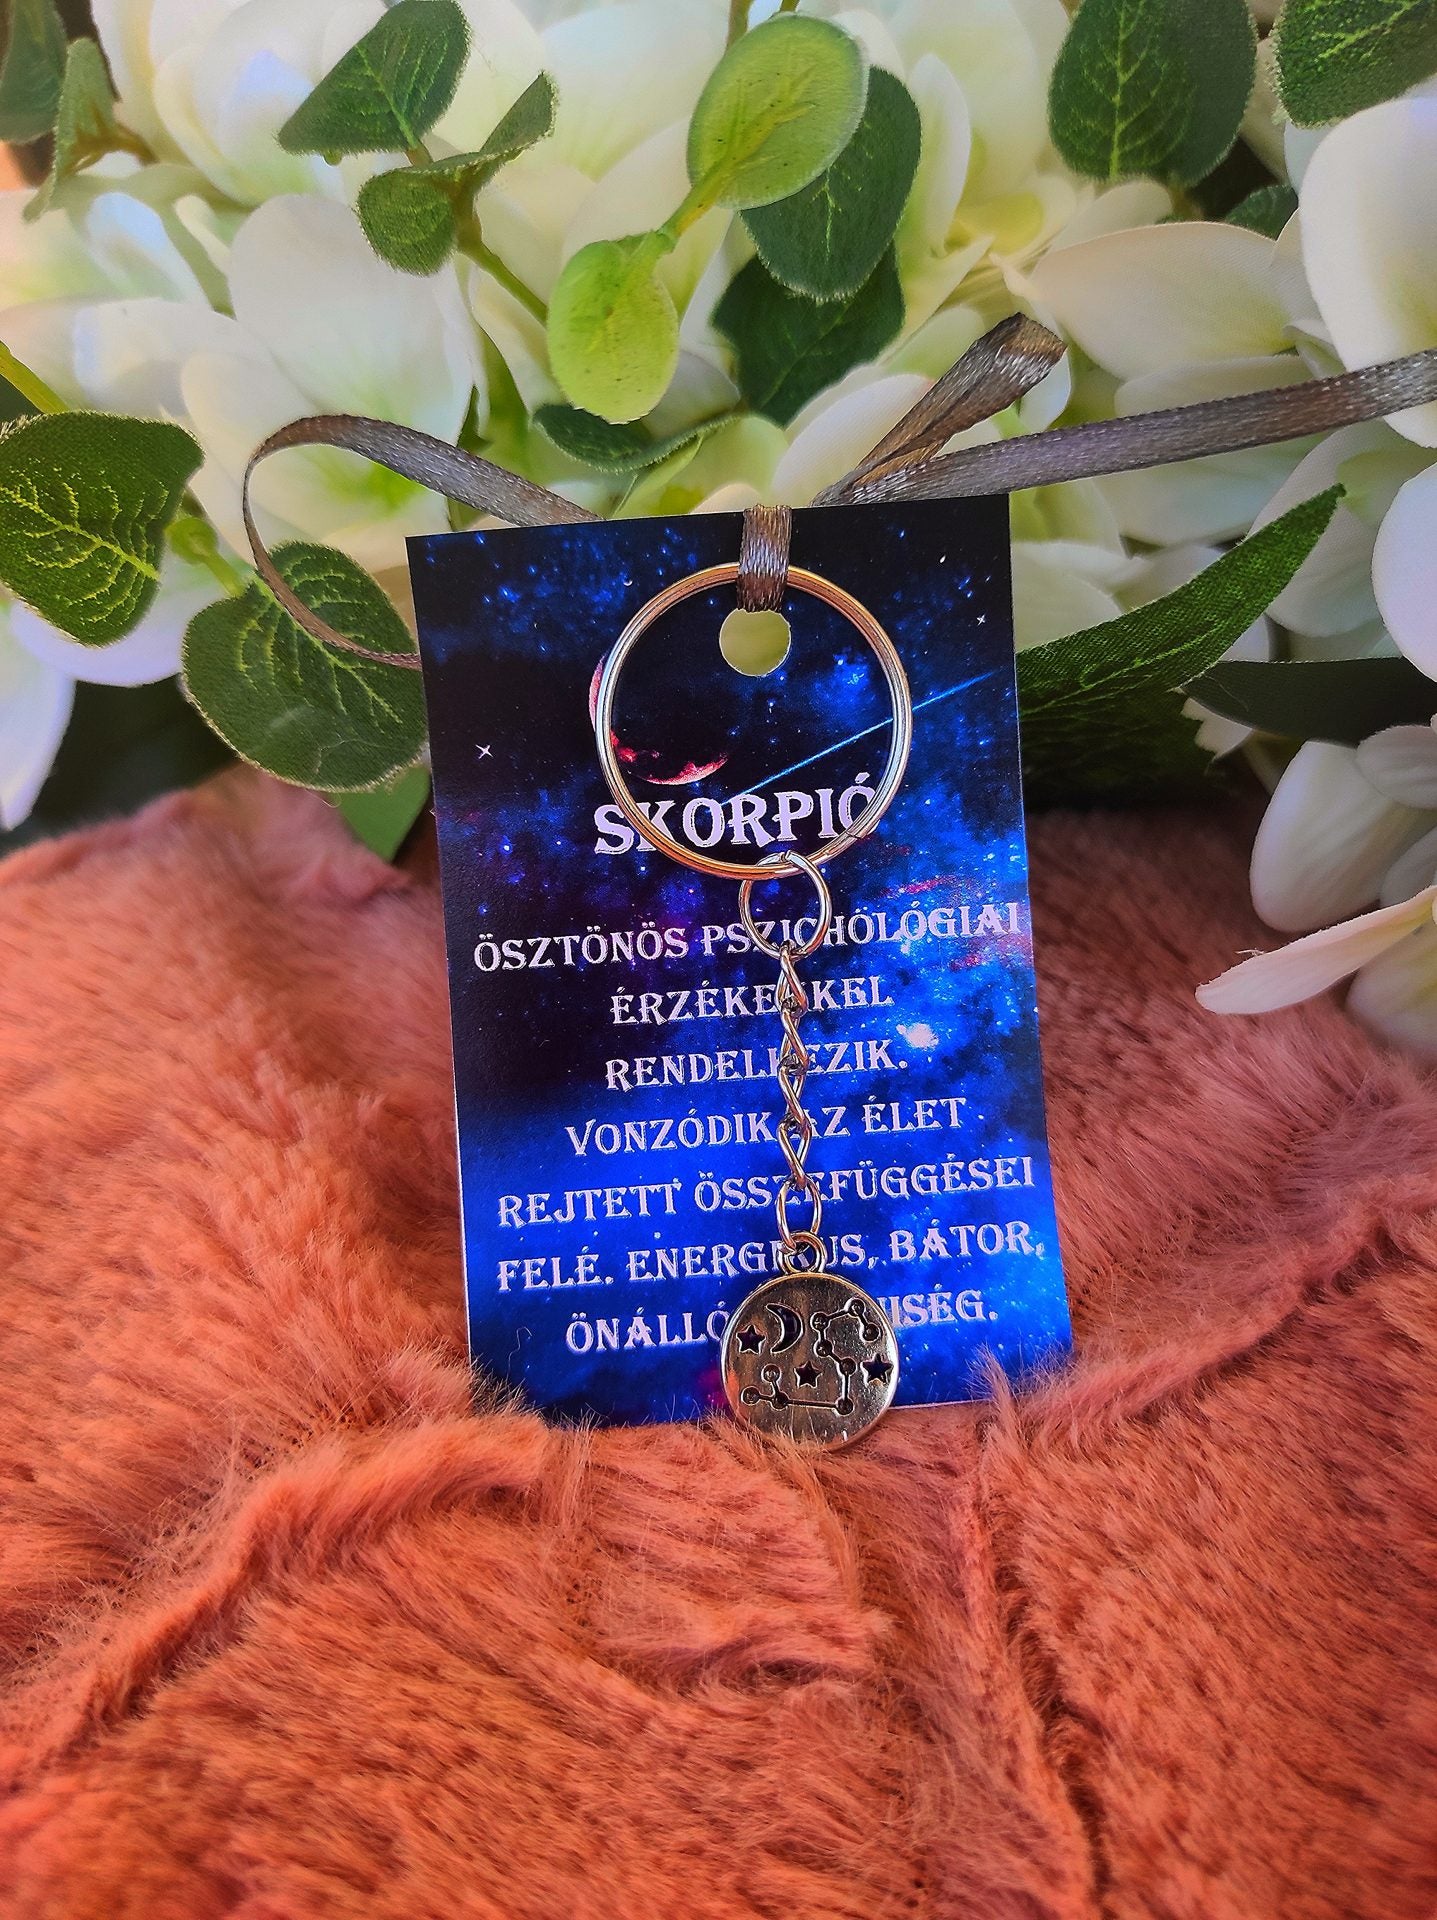 SKORPIÓ
ÖSZTÖNÖS PSZICHOLÓGIAI
ÉRZÉKEKKEL
RENDELKEZIK.
VONZÓDIK AZ ÉLET
REJTETT ÖSSZEFÜGGÉSEI
FELÉ. ENERGIKUS, BÁTOR,
ÖNÁLLÓ